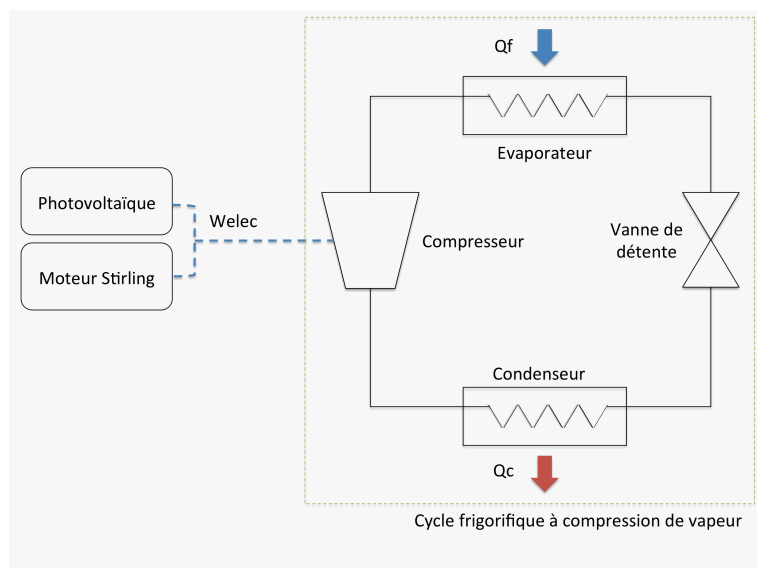 Qf
Evaporateur
Photovoltaïque
Welec
Compresseur
Vanne de
détente
Moteur Stirling
Condenseur
Qc
Cycle frigorifique à compression de vapeur